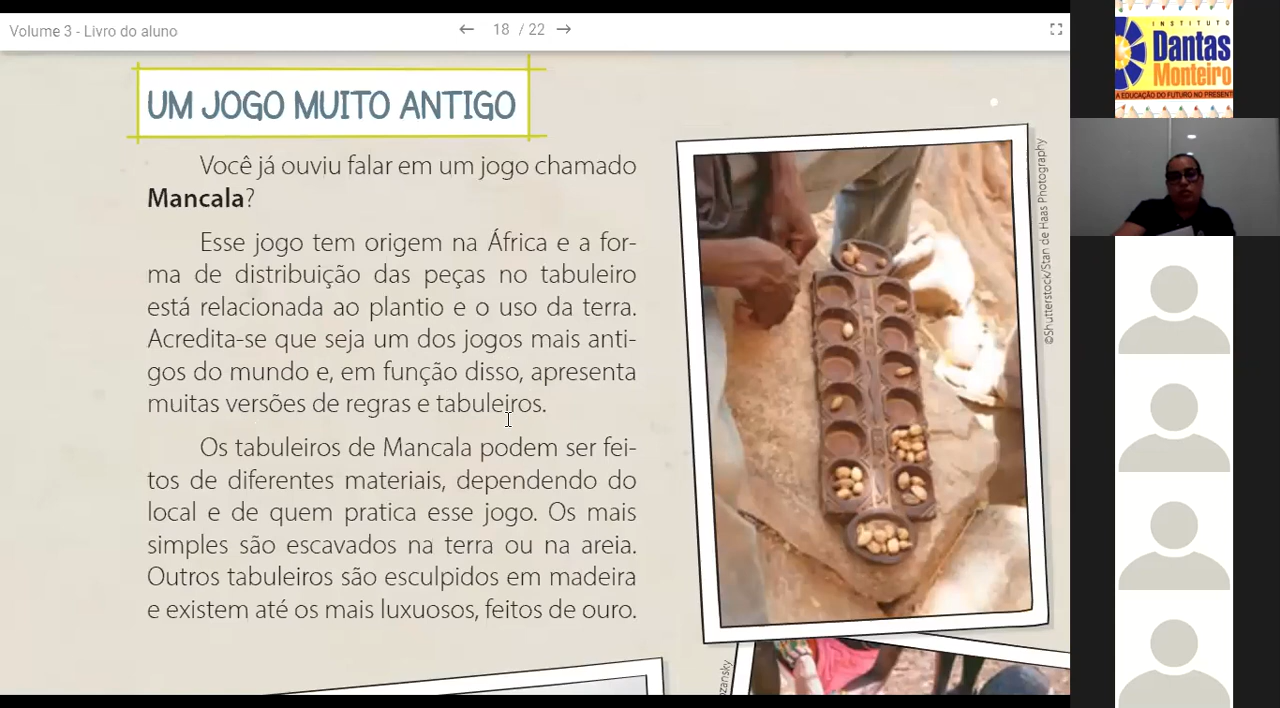 Volume 3 - Livro do aluno
18 / 22
UM JOGO MUITO ANTIGO
Você já ouviu falar em um jogo chamado
Mancala?
Esse jogo tem origem na África e a for-
ma de distribuição das peças no tabuleiro
está relacionada ao plantio e o uso da terra.
Acredita-se que seja um dos jogos mais anti-
gos do mundo e, em função disso, apresenta
muitas versões de regras e tabuleiros.
Os tabuleiros de Mancala podem ser fei-
tos de diferentes materiais, dependendo do
local e de quem pratica esse jogo. Os mais
simples são escavados na terra ou na areia.
Outros tabuleiros são esculpidos em madeira
e existem até os mais luxuosos, feitos de ouro.
©Shutterstock/Stan de Haas Photography
ozansky
INSTITUTO
Dantas
Monteiro
A EDUCAÇÃO DO FUTURO NO PRESENT